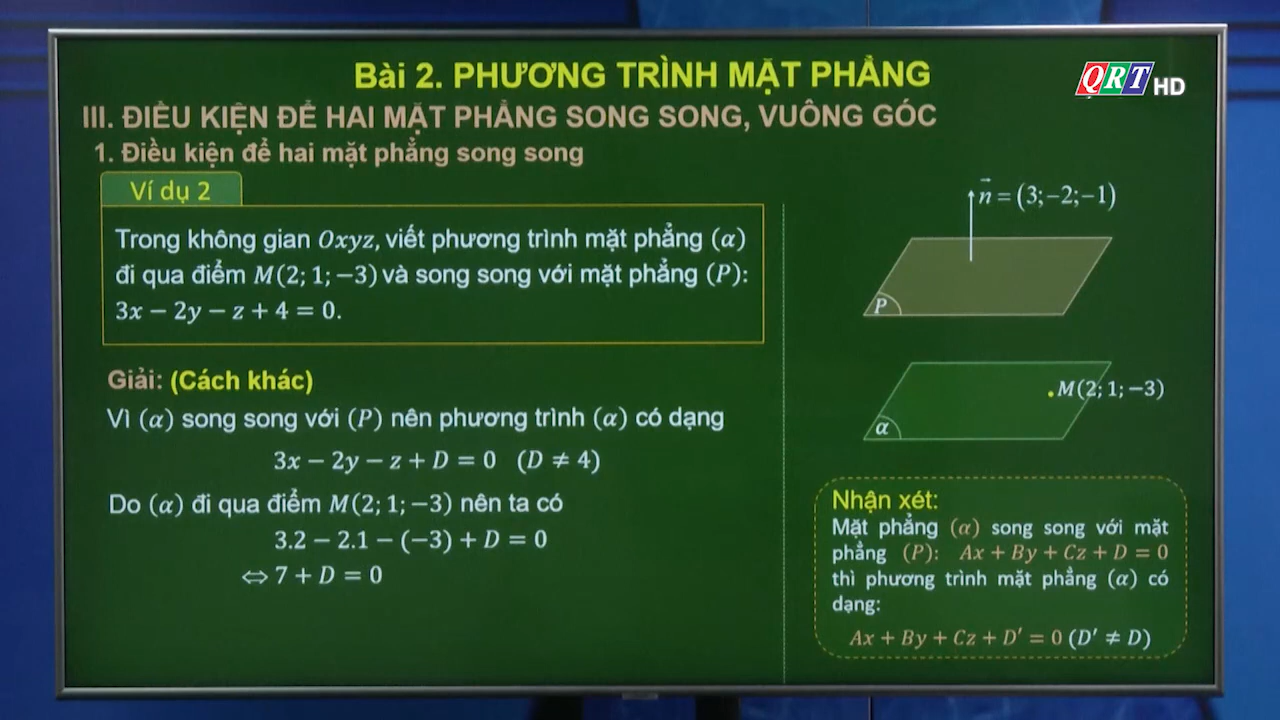 Bài 2. PHƯƠNG TRÌNH MẶT PHẲNG
QRT HD
III. ĐIỀU KIỆN ĐỂ HAI MẶT PHẲNG SONG SONG, VUÔNG GÓC
1. Điều kiện để hai mặt phẳng song song
Ví dụ 2
Trong không gian Oxyz, viết phương trình mặt phẳng (α)
đi qua điểm M(2; 1; −3) và song song với mặt phẳng (P):
3x − 2y − z + 4 = 0.
Giải: (Cách khác)
Vì (α) song song với (P) nên phương trình (α) có dạng
3x − 2y − z + D = 0 (D ≠ 4)
Do (α) đi qua điểm M(2; 1; −3) nên ta có
3.2 − 2.1 − (−3) + D = 0
⇔ 7 + D = 0
n⃗ = (3;−2;−1)
P
M(2; 1; −3)
α
Nhận xét:
Mặt phẳng (α) song song với mặt
phẳng (P): Ax + By + Cz + D = 0
thì phương trình mặt phẳng (α) có
dạng:
Ax + By + Cz + D′ = 0 (D′ ≠ D)